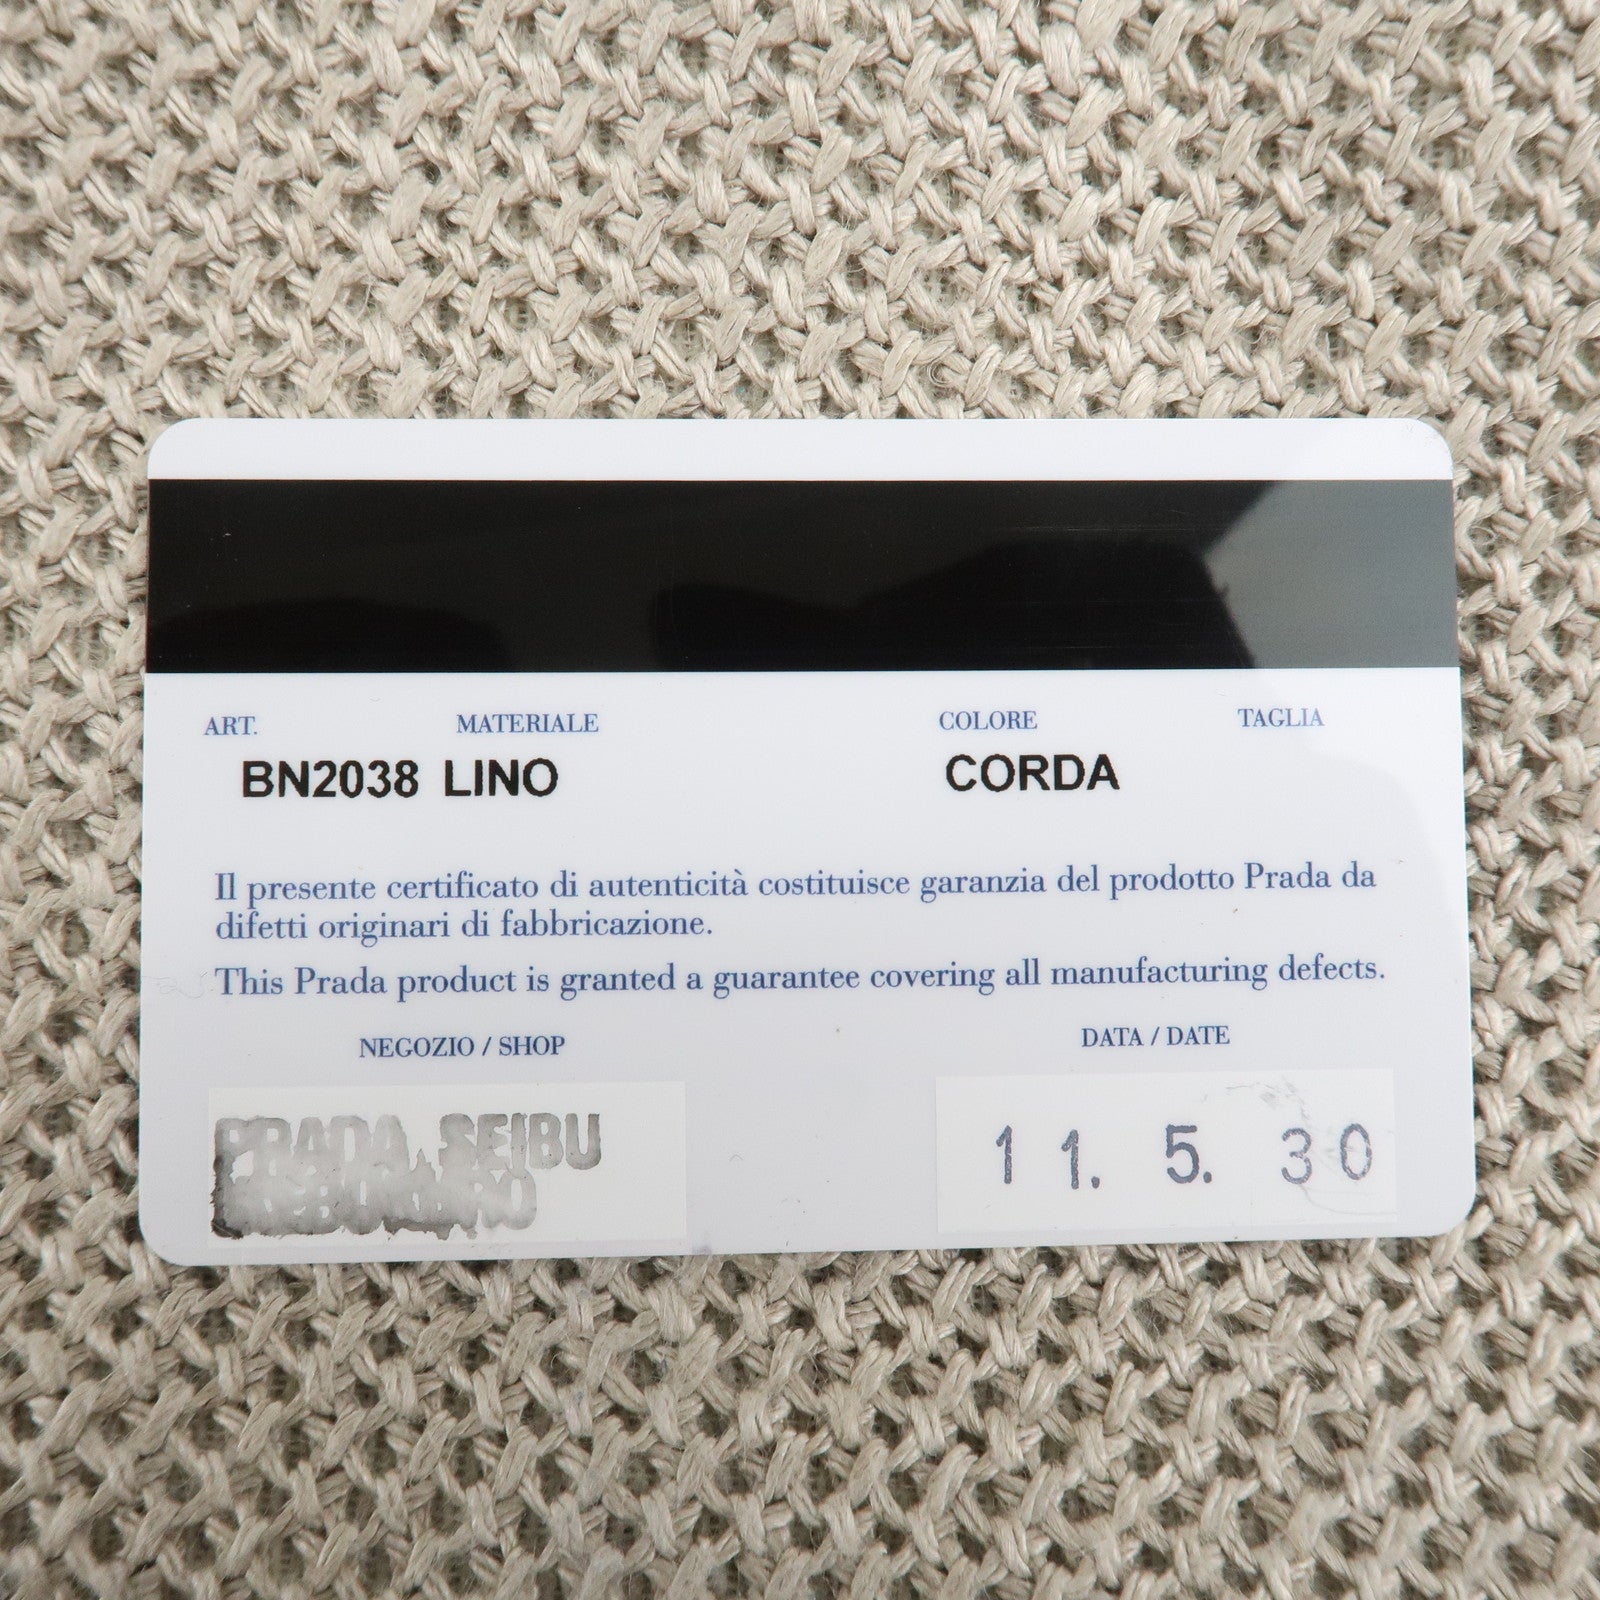 ART. MATERIALE COLORE TAGLIA
BN2038 LINO CORDA
Il presente certificato di autenticità costituisce garanzia del prodotto Prada da
difetti originari di fabbricazione.
This Prada product is granted a guarantee covering all manufacturing defects.
NEGOZIO / SHOP DATA / DATE
PRADA SEIBU 11. 5. 30